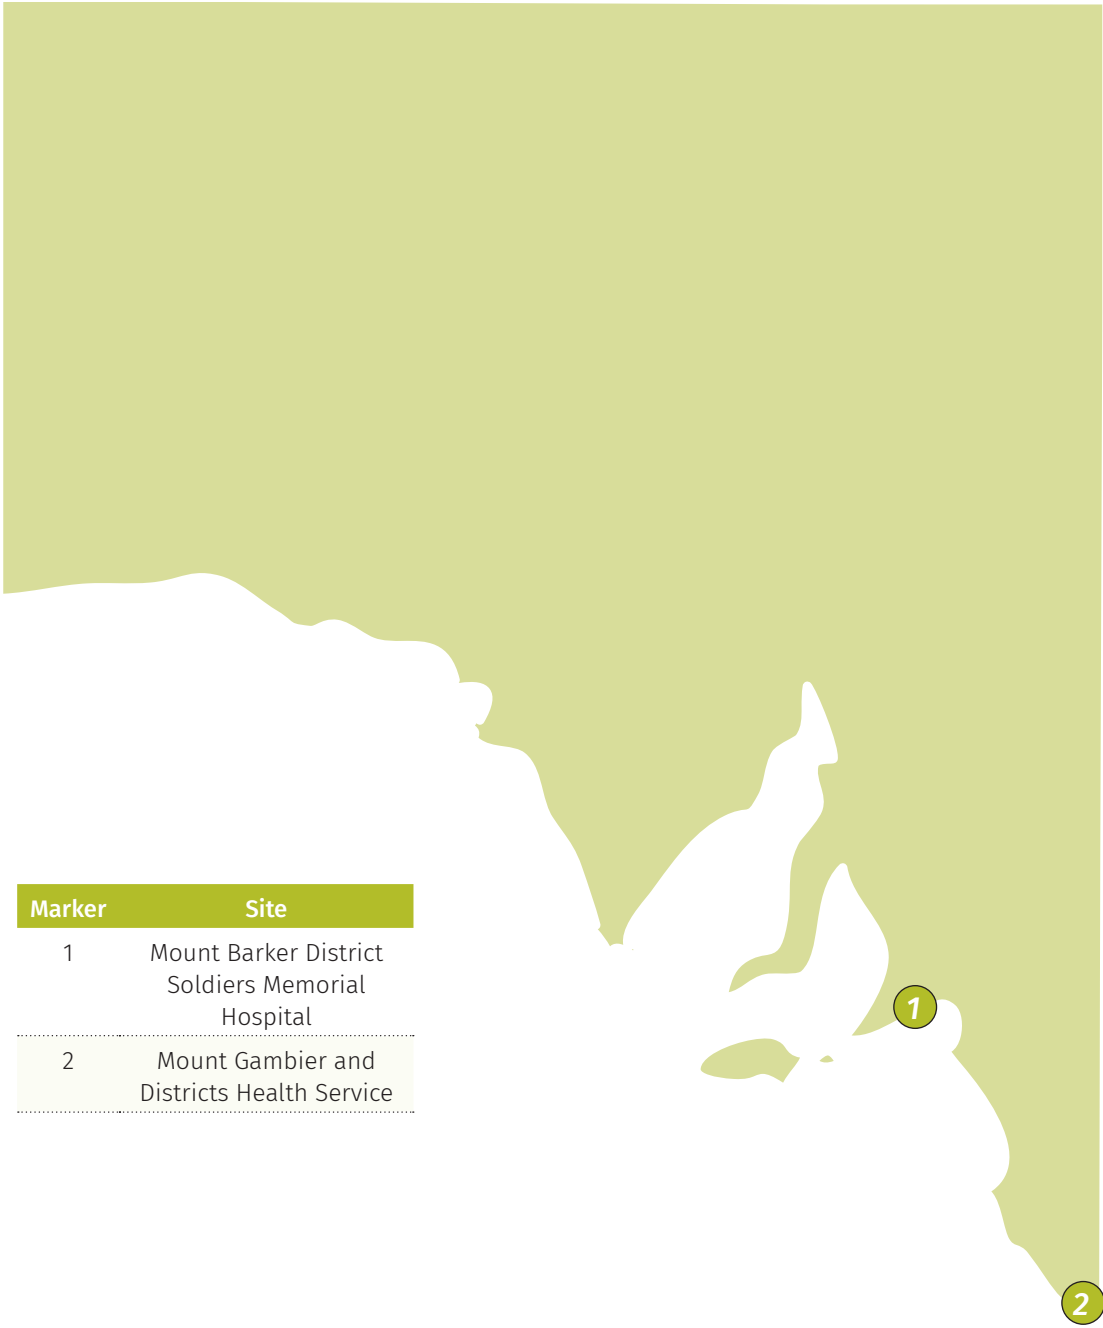 Marker Site
1 Mount Barker District
Soldiers Memorial
Hospital
2 Mount Gambier and
Districts Health Service
1
2